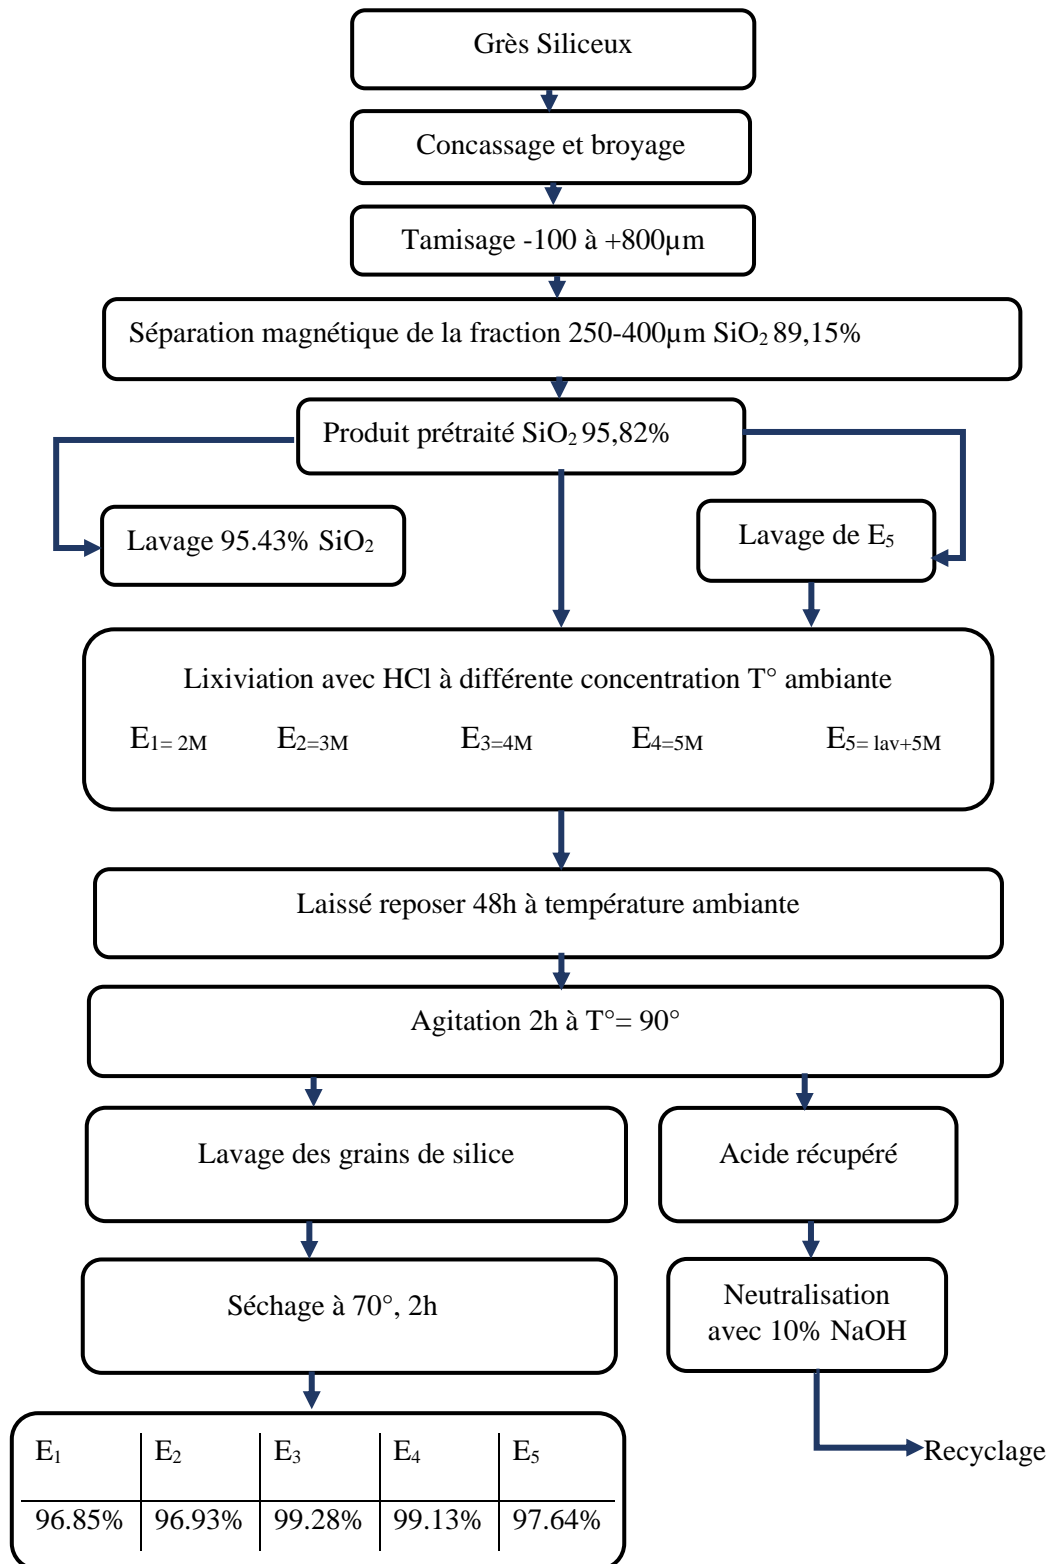 Grès Siliceux
Concassage et broyage
Tamisage -100 à +800µm
Séparation magnétique de la fraction 250-400µm SiO₂ 89,15%
Produit prétraité SiO₂ 95,82%
Lavage 95.43% SiO₂
Lavage de E₅
Lixiviation avec HCl à différente concentration T° ambiante
E₁₌ ₂M E₂₌₃M E₃₌₄M E₄₌₅M E₅₌ lav+5M
Laissé reposer 48h à température ambiante
Agitation 2h à T°= 90°
Lavage des grains de silice
Acide récupéré
Séchage à 70°, 2h
Neutralisation
avec 10% NaOH
E₁ E₂ E₃ E₄ E₅
96.85% 96.93% 99.28% 99.13% 97.64%
Recyclage